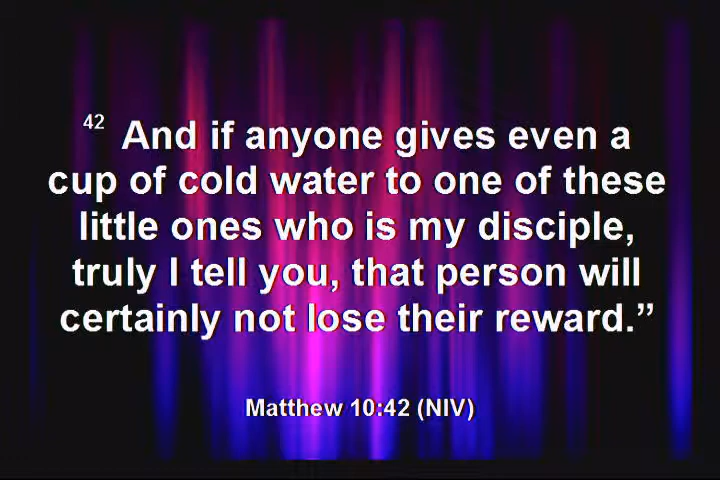 42 And if anyone gives even a
cup of cold water to one of these
little ones who is my disciple,
truly I tell you, that person will
certainly not lose their reward.”
Matthew 10:42 (NIV)